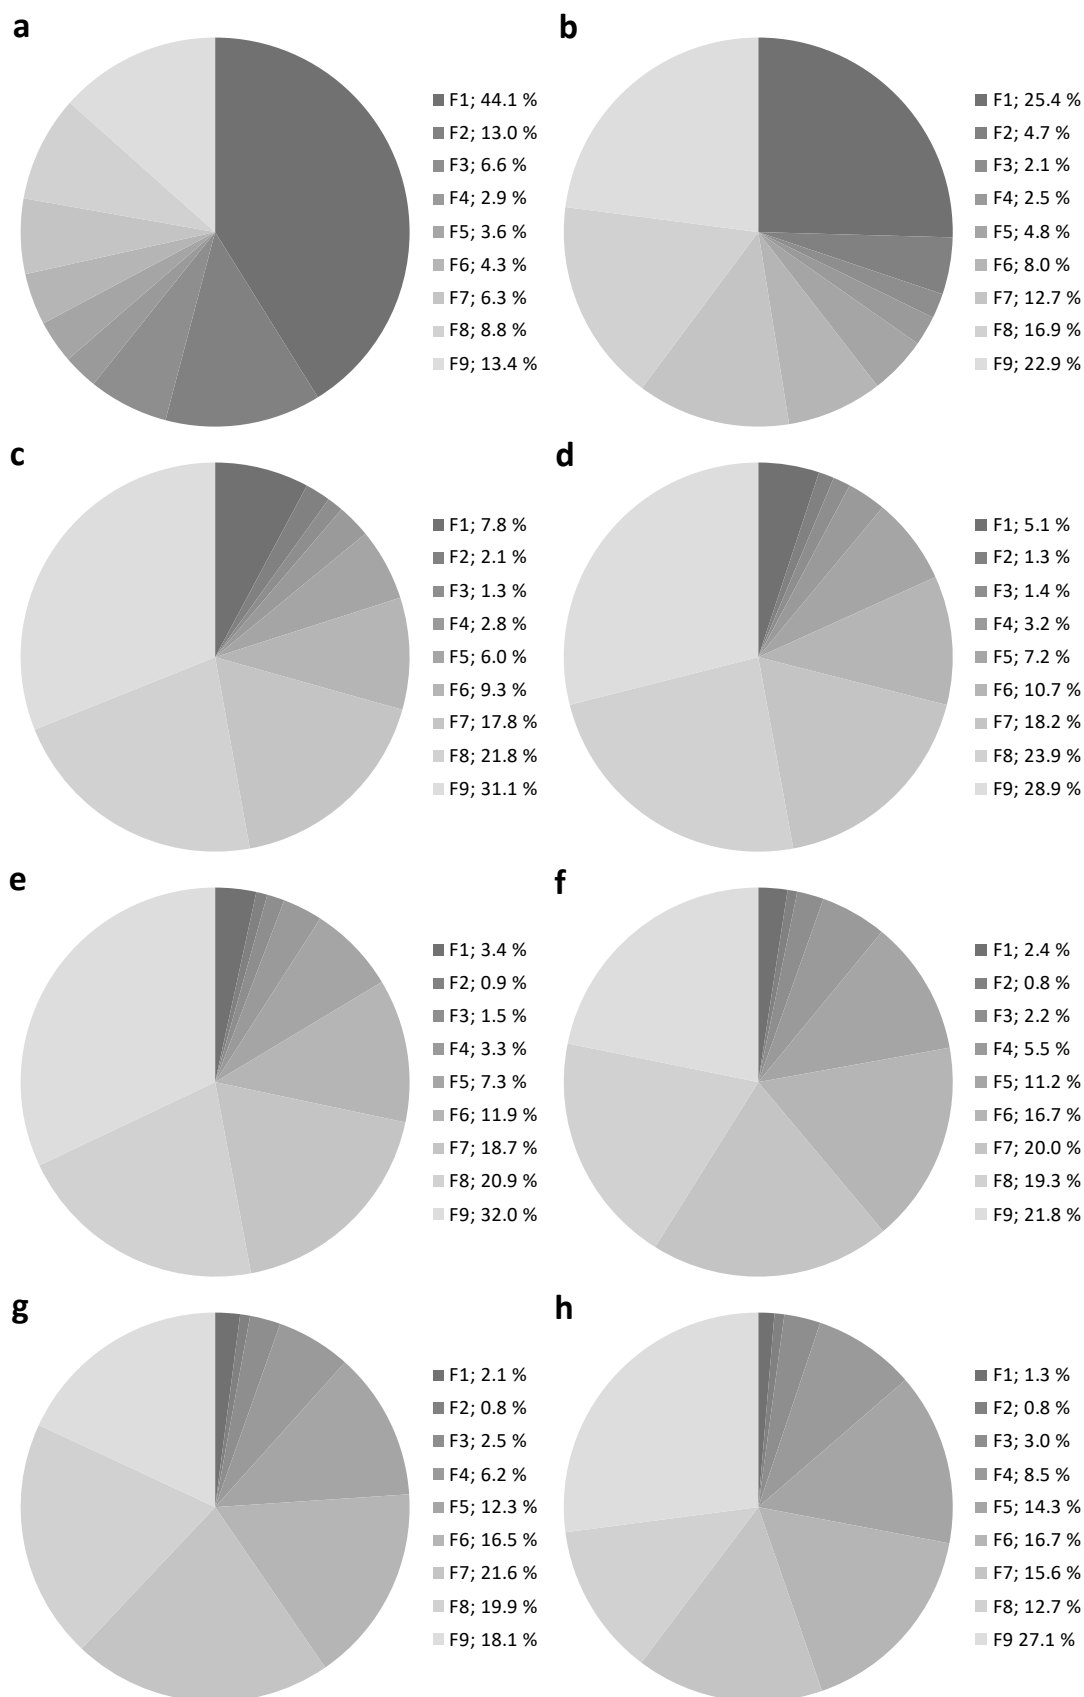 a
F1; 44.1 %
F2; 13.0 %
F3; 6.6 %
F4; 2.9 %
F5; 3.6 %
F6; 4.3 %
F7; 6.3 %
F8; 8.8 %
F9; 13.4 %
b
F1; 25.4 %
F2; 4.7 %
F3; 2.1 %
F4; 2.5 %
F5; 4.8 %
F6; 8.0 %
F7; 12.7 %
F8; 16.9 %
F9; 22.9 %
c
F1; 7.8 %
F2; 2.1 %
F3; 1.3 %
F4; 2.8 %
F5; 6.0 %
F6; 9.3 %
F7; 17.8 %
F8; 21.8 %
F9; 31.1 %
d
F1; 5.1 %
F2; 1.3 %
F3; 1.4 %
F4; 3.2 %
F5; 7.2 %
F6; 10.7 %
F7; 18.2 %
F8; 23.9 %
F9; 28.9 %
e
F1; 3.4 %
F2; 0.9 %
F3; 1.5 %
F4; 3.3 %
F5; 7.3 %
F6; 11.9 %
F7; 18.7 %
F8; 20.9 %
F9; 32.0 %
f
F1; 2.4 %
F2; 0.8 %
F3; 2.2 %
F4; 5.5 %
F5; 11.2 %
F6; 16.7 %
F7; 20.0 %
F8; 19.3 %
F9; 21.8 %
g
F1; 2.1 %
F2; 0.8 %
F3; 2.5 %
F4; 6.2 %
F5; 12.3 %
F6; 16.5 %
F7; 21.6 %
F8; 19.9 %
F9; 18.1 %
h
F1; 1.3 %
F2; 0.8 %
F3; 3.0 %
F4; 8.5 %
F5; 14.3 %
F6; 16.7 %
F7; 15.6 %
F8; 12.7 %
F9 27.1 %